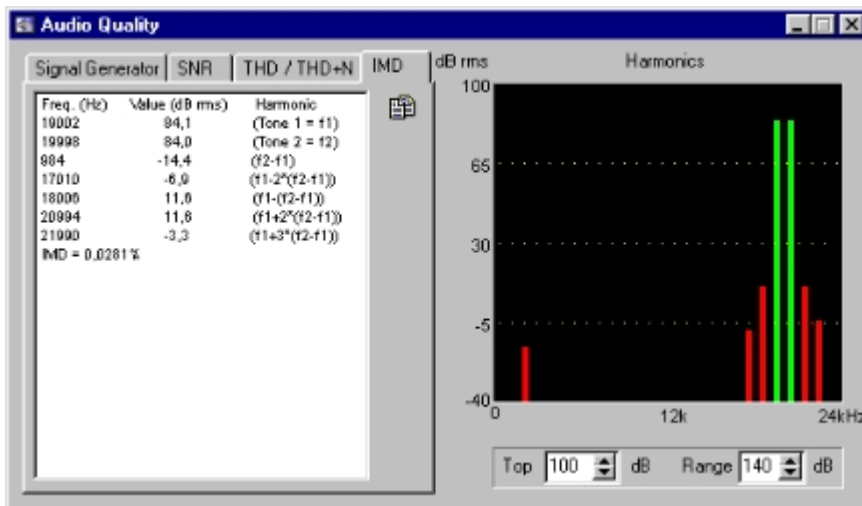 Audio Quality
Signal Generator SNR THD / THD+N IMD
Freq. (Hz) Value (dB rms) Harmonic
19002 84,1 (Tone 1 = f1)
19998 84,0 (Tone 2 = f2)
984 -14,4 (f2-f1)
17010 -6,9 (f1-2*(f2-f1))
18006 11,6 (f1-(f2-f1))
20994 11,6 (f1+2*(f2-f1))
21990 -3,3 (f1+3*(f2-f1))
IMD = 0,0281%
dB rms Harmonics
100
65
30
-5
-40
0 12k 24kHz
Top 100 dB Range 140 dB